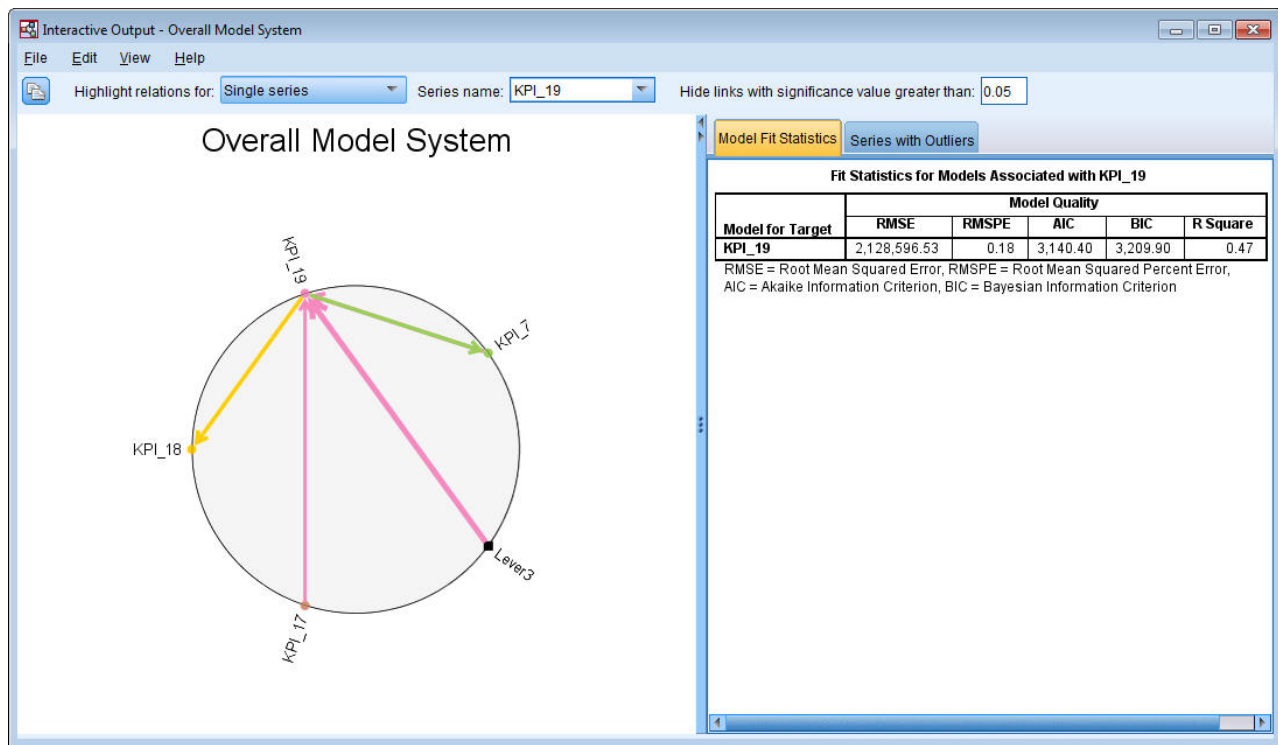 Interactive Output - Overall Model System
File Edit View Help
Highlight relations for: Single series Series name: KPI_19 Hide links with significance value greater than: 0.05
Overall Model System
KPI_19
KPI_7
KPI_18
Lever3
KPI_17
Model Fit Statistics Series with Outliers
Fit Statistics for Models Associated with KPI_19
Model Quality
Model for Target RMSE RMSPE AIC BIC R Square
KPI_19 2,128,596.53 0.18 3,140.40 3,209.90 0.47
RMSE = Root Mean Squared Error, RMSPE = Root Mean Squared Percent Error,
AIC = Akaike Information Criterion, BIC = Bayesian Information Criterion